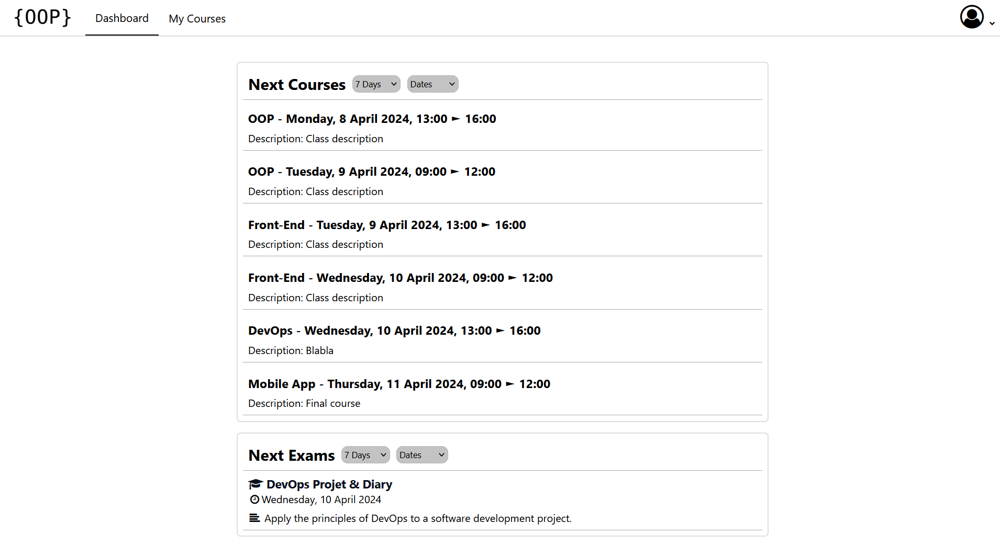 {OOP} Dashboard My Courses
Next Courses 7 Days Dates
OOP - Monday, 8 April 2024, 13:00 ► 16:00
Description: Class description
OOP - Tuesday, 9 April 2024, 09:00 ► 12:00
Description: Class description
Front-End - Tuesday, 9 April 2024, 13:00 ► 16:00
Description: Class description
Front-End - Wednesday, 10 April 2024, 09:00 ► 12:00
Description: Class description
DevOps - Wednesday, 10 April 2024, 13:00 ► 16:00
Description: Blabla
Mobile App - Thursday, 11 April 2024, 09:00 ► 12:00
Description: Final course
Next Exams 7 Days Dates
DevOps Projet & Diary
Wednesday, 10 April 2024
Apply the principles of DevOps to a software development project.